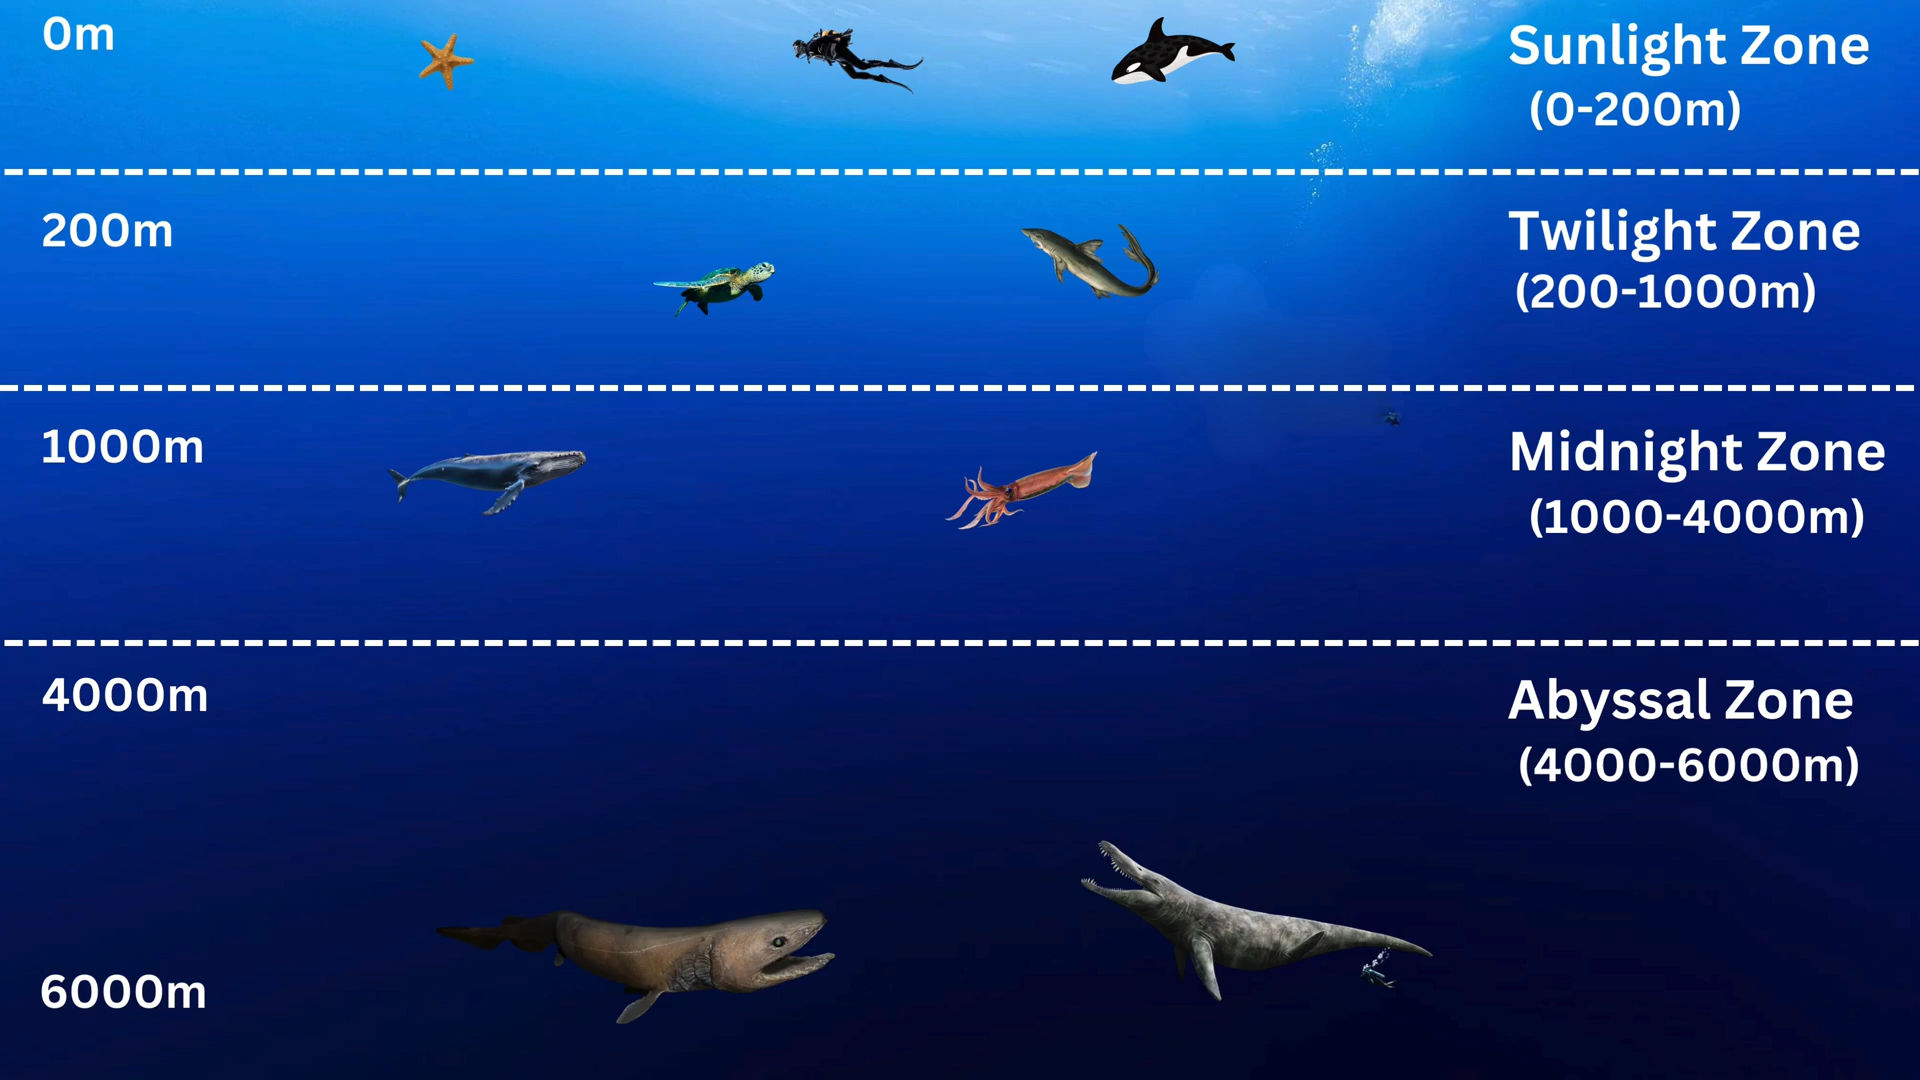 0m
Sunlight Zone
(0-200m)
200m
Twilight Zone
(200-1000m)
1000m
Midnight Zone
(1000-4000m)
4000m
Abyssal Zone
(4000-6000m)
6000m